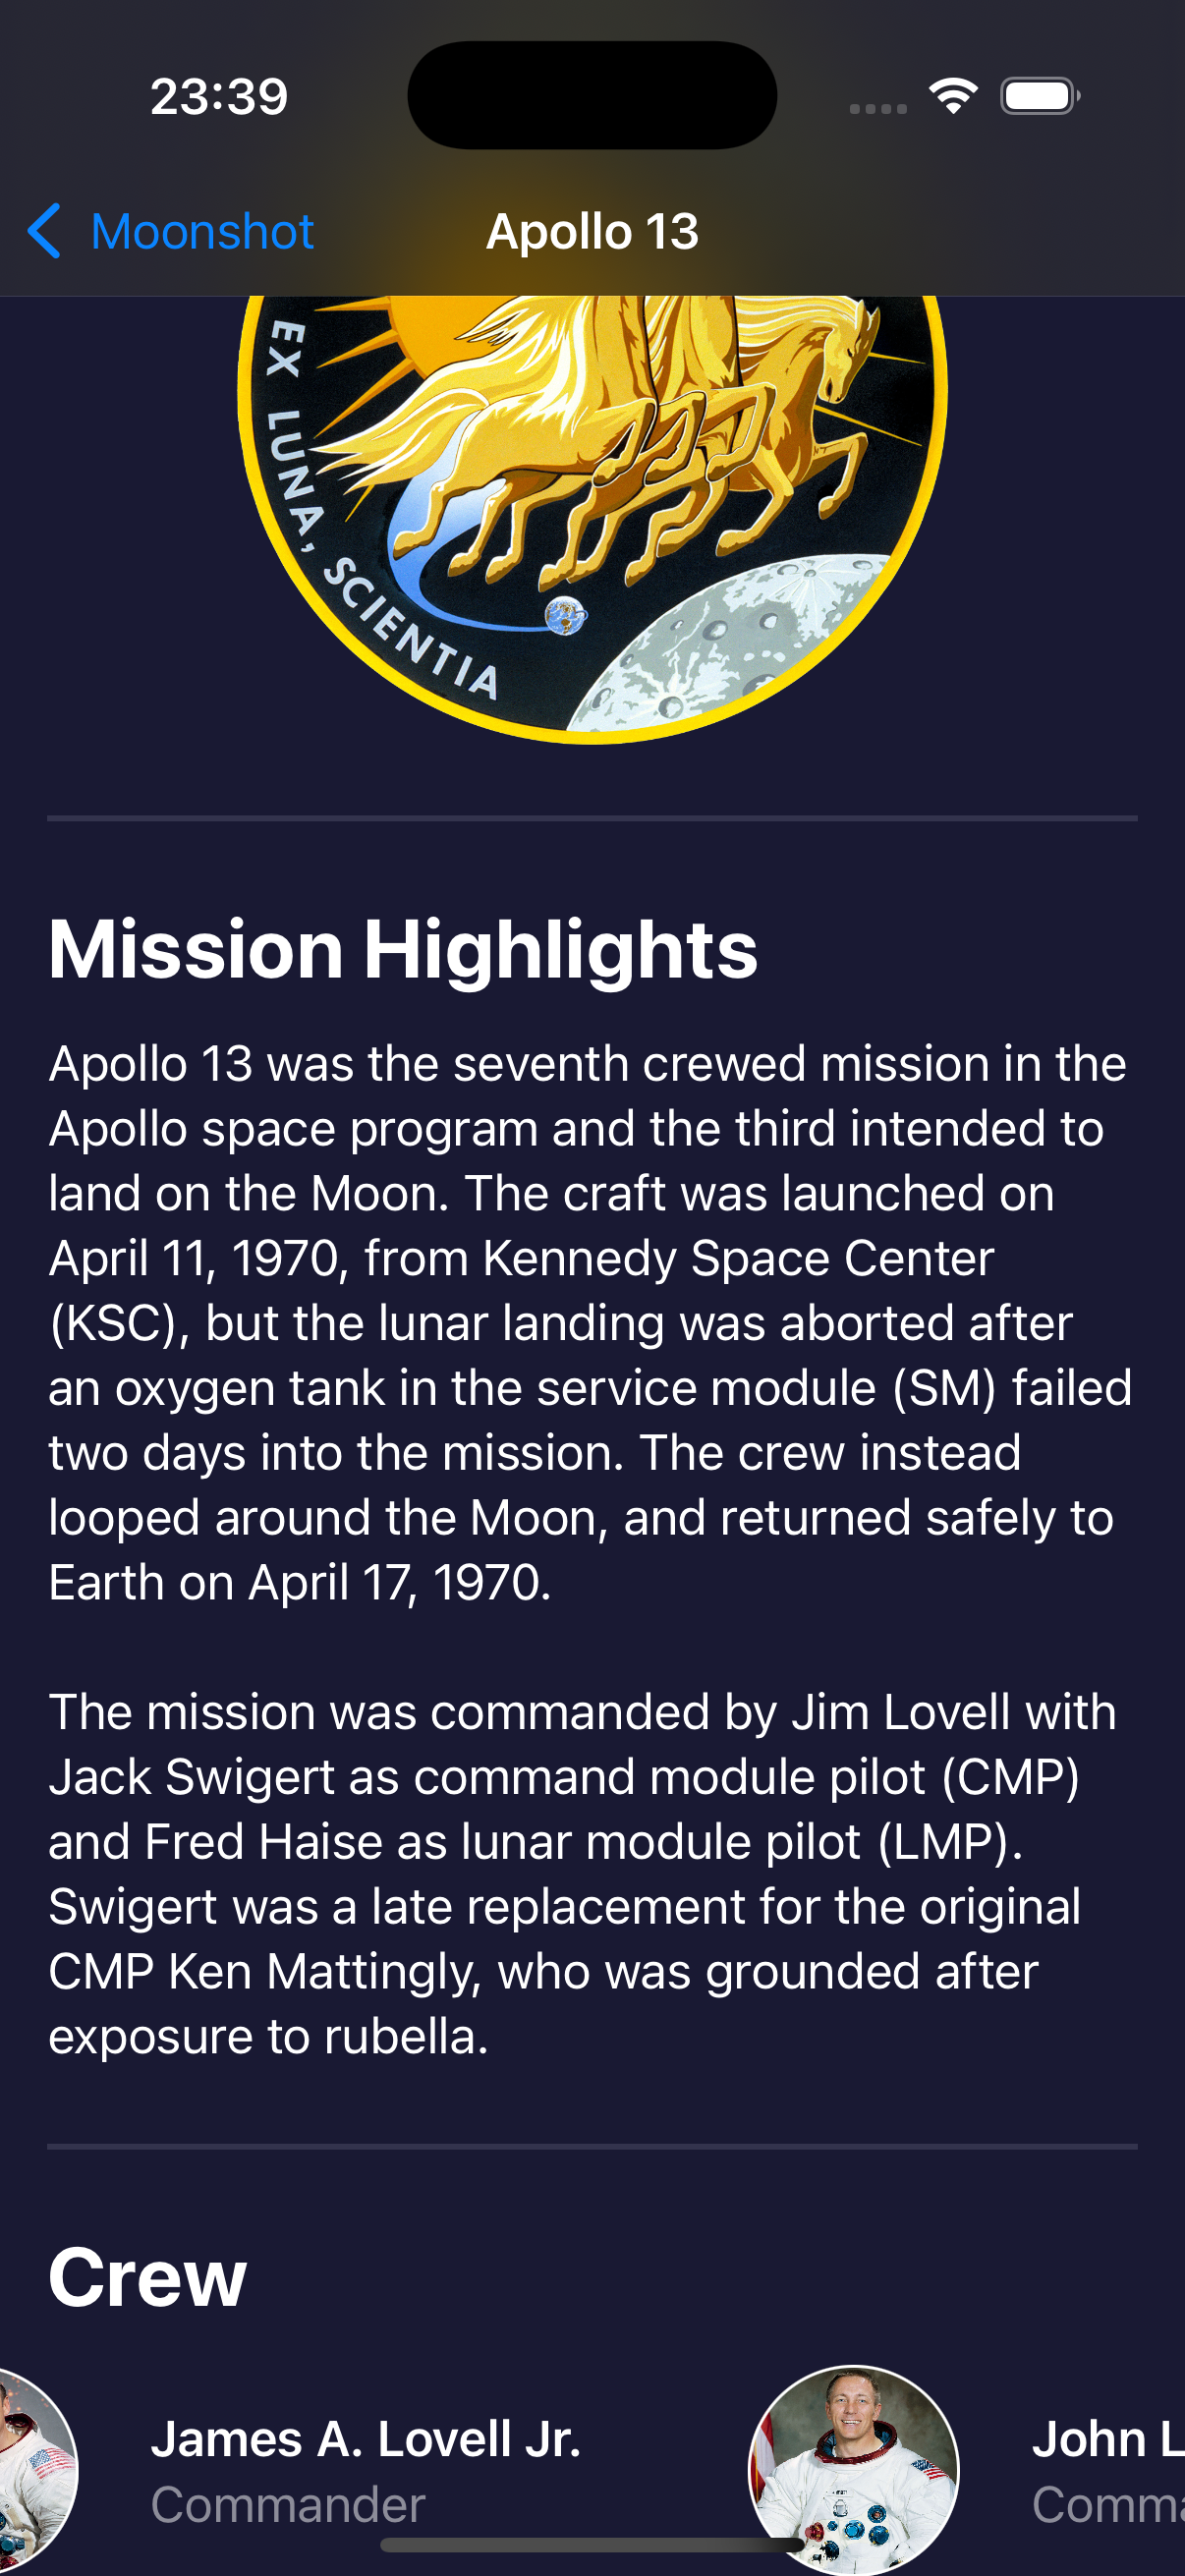 23:39
Moonshot
Apollo 13
EX LUNA, SCIENTIA
Mission Highlights
Apollo 13 was the seventh crewed mission in the
Apollo space program and the third intended to
land on the Moon. The craft was launched on
April 11, 1970, from Kennedy Space Center
(KSC), but the lunar landing was aborted after
an oxygen tank in the service module (SM) failed
two days into the mission. The crew instead
looped around the Moon, and returned safely to
Earth on April 17, 1970.
The mission was commanded by Jim Lovell with
Jack Swigert as command module pilot (CMP)
and Fred Haise as lunar module pilot (LMP).
Swigert was a late replacement for the original
CMP Ken Mattingly, who was grounded after
exposure to rubella.
Crew
James A. Lovell Jr.
John L
Commander
Comma